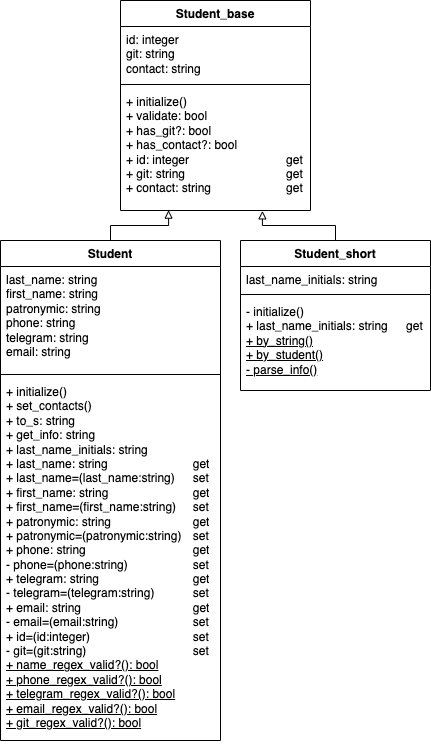 Student_base
id: integer
git: string
contact: string
+ initialize()
+ validate: bool
+ has_git?: bool
+ has_contact?: bool
+ id: integer get
+ git: string get
+ contact: string get
Student
last_name: string
first_name: string
patronymic: string
phone: string
telegram: string
email: string
+ initialize()
+ set_contacts()
+ to_s: string
+ get_info: string
+ last_name_initials: string
+ last_name: string get
+ last_name=(last_name:string) set
+ first_name: string get
+ first_name=(first_name:string) set
+ patronymic: string get
+ patronymic=(patronymic:string) set
+ phone: string get
- phone=(phone:string) set
+ telegram: string get
- telegram=(telegram:string) set
+ email: string get
- email=(email:string) set
+ id=(id:integer) set
- git=(git:string) set
+ name_regex_valid?(): bool
+ phone_regex_valid?(): bool
+ telegram_regex_valid?(): bool
+ email_regex_valid?(): bool
+ git_regex_valid?(): bool
Student_short
last_name_initials: string
- initialize()
+ last_name_initials: string get
+ by_string()
+ by_student()
- parse_info()